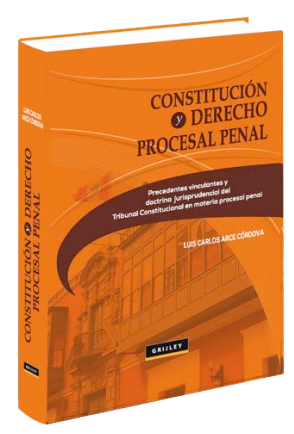 CONSTITUCIÓN
y DERECHO
PROCESAL PENAL
Precedentes vinculantes y
doctrina jurisprudencial del
Tribunal Constitucional en materia procesal penal
LUIS CARLOS ARCE CÓRDOVA
GRIJLEY
LUIS CARLOS
ARCE CÓRDOVA
CONSTITUCIÓN y DERECHO
PROCESAL PENAL
GRIJLEY